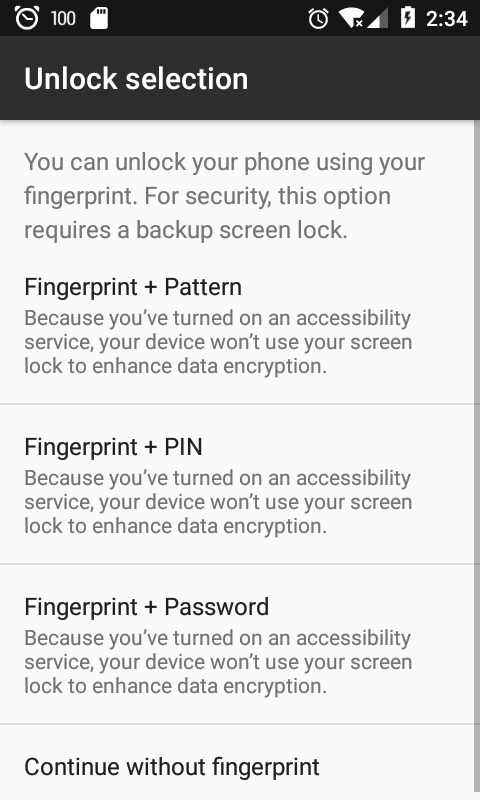 100
2:34
Unlock selection
You can unlock your phone using your
fingerprint. For security, this option
requires a backup screen lock.
Fingerprint + Pattern
Because you’ve turned on an accessibility
service, your device won’t use your screen
lock to enhance data encryption.
Fingerprint + PIN
Because you’ve turned on an accessibility
service, your device won’t use your screen
lock to enhance data encryption.
Fingerprint + Password
Because you’ve turned on an accessibility
service, your device won’t use your screen
lock to enhance data encryption.
Continue without fingerprint